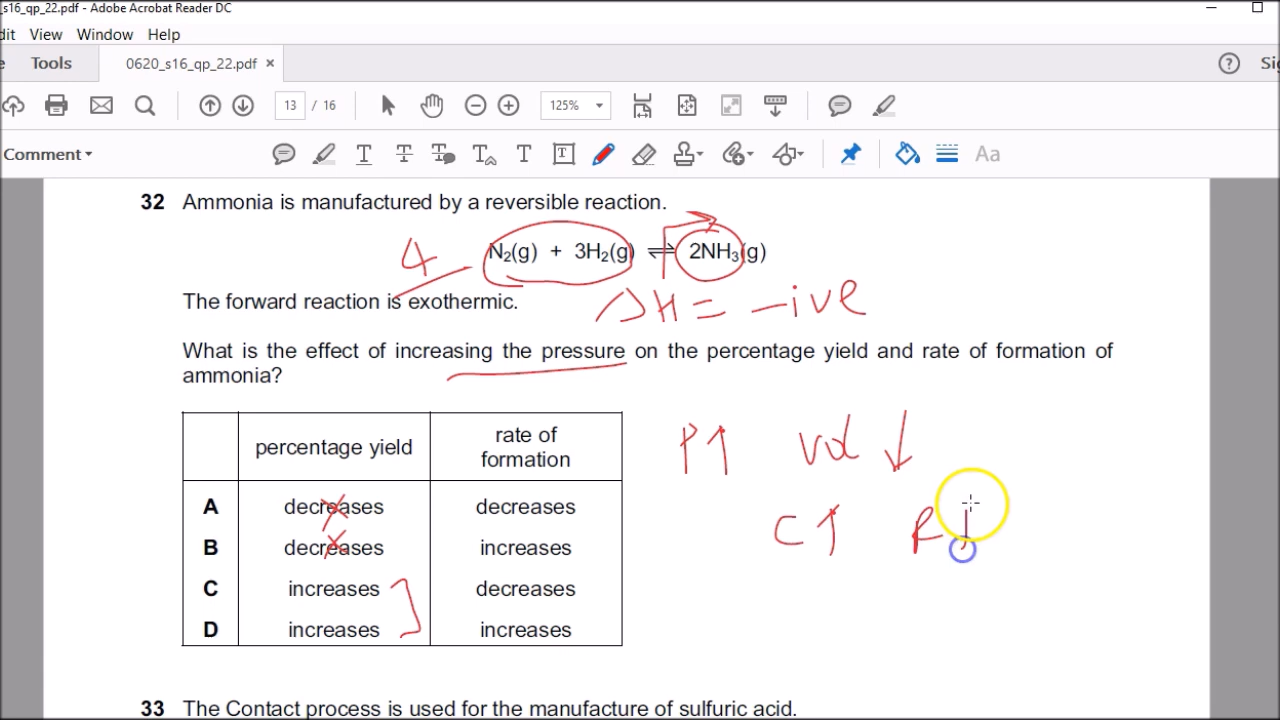 _s16_qp_22.pdf - Adobe Acrobat Reader DC
dit View Window Help
e Tools 0620_s16_qp_22.pdf × ? Sig
13 / 16 125%
Comment T T T T T T Aa
32 Ammonia is manufactured by a reversible reaction.
4 N₂(g) + 3H₂(g) ⇌ 2NH₃(g)
The forward reaction is exothermic.
ΔH = -ive
What is the effect of increasing the pressure on the percentage yield and rate of formation of
ammonia?
percentage yield rate of
formation
P↑ vol ↓
A decreases decreases
B decreases increases
C↑ R
C increases decreases
D increases increases
33 The Contact process is used for the manufacture of sulfuric acid.